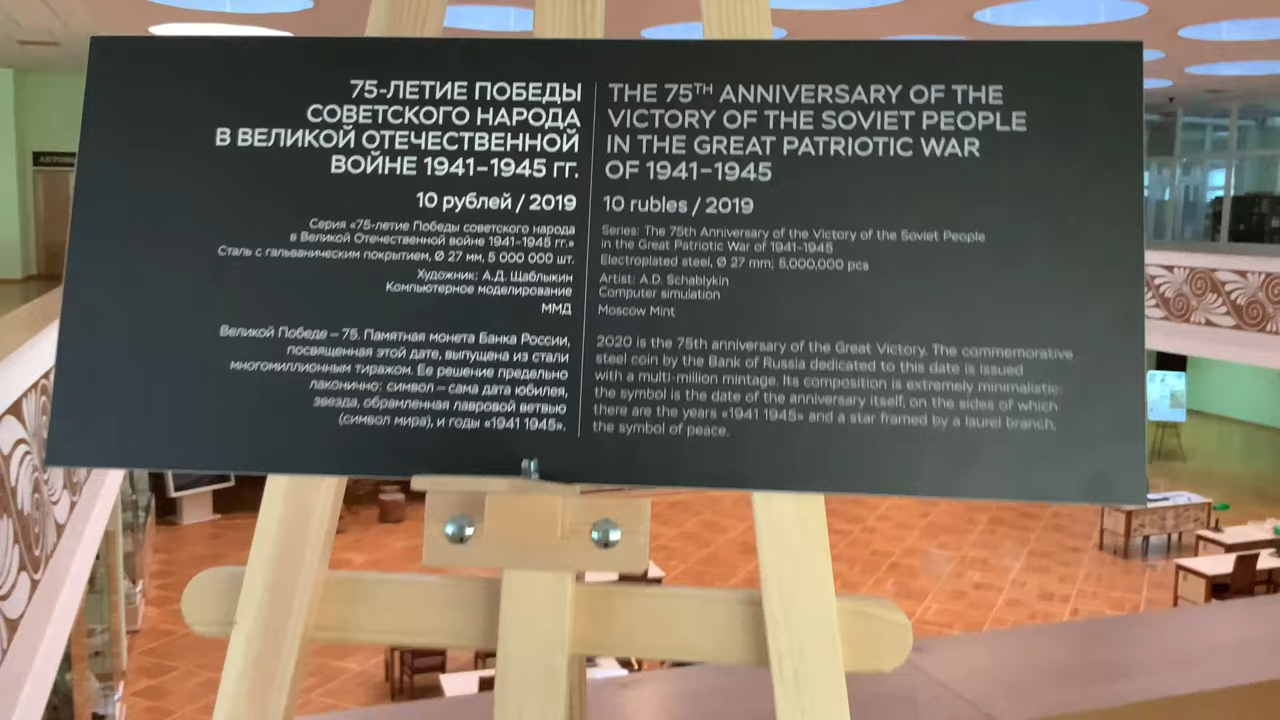 75-ЛЕТИЕ ПОБЕДЫ
СОВЕТСКОГО НАРОДА
В ВЕЛИКОЙ ОТЕЧЕСТВЕННОЙ
ВОЙНЕ 1941–1945 ГГ.
10 рублей / 2019
Серия «75-летие Победы советского народа
в Великой Отечественной войне 1941–1945 гг.»
Сталь с гальваническим покрытием, Ø 27 мм, 5 000 000 шт.
Художник: А.Д. Щаблыкин
Компьютерное моделирование
ММД
Великой Победе – 75. Памятная монета Банка России,
посвященная этой дате, выпущена из стали
многомиллионным тиражом. Ее решение предельно
лаконично: символ – сама дата юбилея,
звезда, обрамленная лавровой ветвью
(символ мира), и годы «1941 1945».
THE 75TH ANNIVERSARY OF THE
VICTORY OF THE SOVIET PEOPLE
IN THE GREAT PATRIOTIC WAR
OF 1941–1945
10 rubles / 2019
Series: The 75th Anniversary of the Victory of the Soviet People
in the Great Patriotic War of 1941-1945
Electroplated steel, Ø 27 mm; 5,000,000 pcs
Artist: A.D. Schablykin
Computer simulation
Moscow Mint
2020 is the 75th anniversary of the Great Victory. The commemorative
steel coin by the Bank of Russia dedicated to this date is issued
with a multi-million mintage. Its composition is extremely minimalistic:
the symbol is the date of the anniversary itself, on the sides of which
there are the years «1941 1945» and a star framed by a laurel branch,
the symbol of peace.